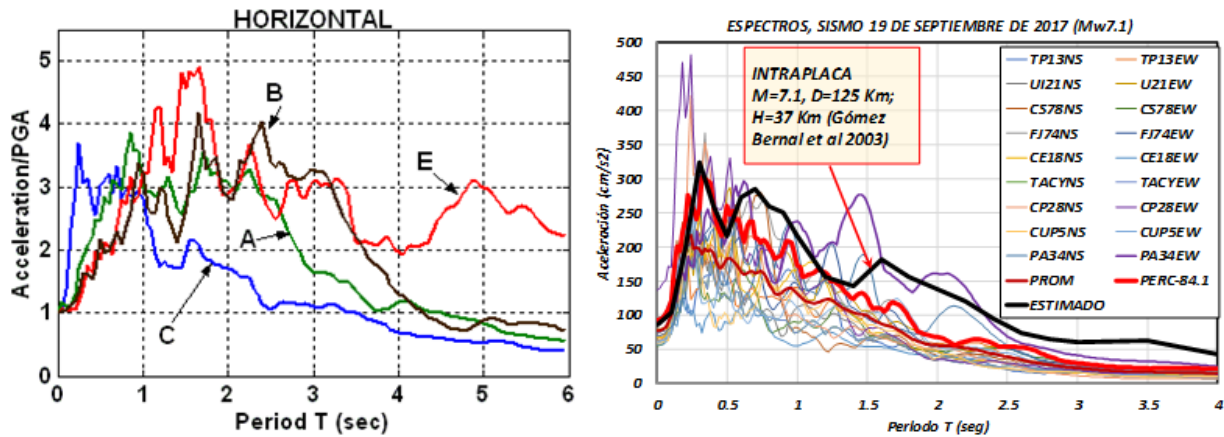 HORIZONTAL
Acceleration/PGA
5
4
3
2
1
0
0
1
2
3
4
5
6
Period T (sec)
A
B
C
E
ESPECTROS, SISMO 19 DE SEPTIEMBRE DE 2017 (Mw7.1)
Aceleración (cm/s2)
500
450
400
350
300
250
200
150
100
50
0
0
0.5
1
1.5
2
2.5
3
3.5
4
Periodo T (seg)
INTRAPLACA
M=7.1, D=125 Km;
H=37 Km (Gómez
Bernal et al 2003)
TP13NS TP13EW
UI21NS U21EW
CS78NS CS78EW
FJ74NS FJ74EW
CE18NS CE18EW
TACYNS TACYEW
CP28NS CP28EW
CUP5NS CUP5EW
PA34NS PA34EW
PROM PERC-84.1
ESTIMADO